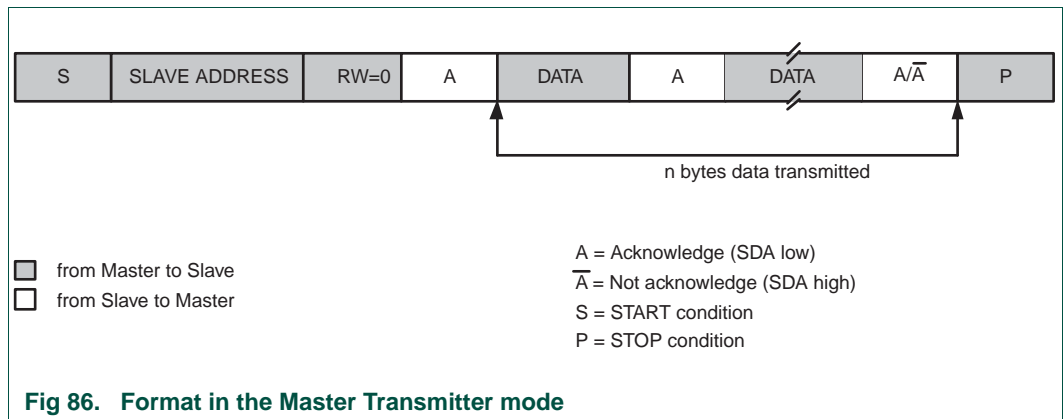 S SLAVE ADDRESS RW=0 A DATA A DATA A/A̅ P
n bytes data transmitted
from Master to Slave
from Slave to Master
A = Acknowledge (SDA low)
A̅ = Not acknowledge (SDA high)
S = START condition
P = STOP condition
Fig 86. Format in the Master Transmitter mode